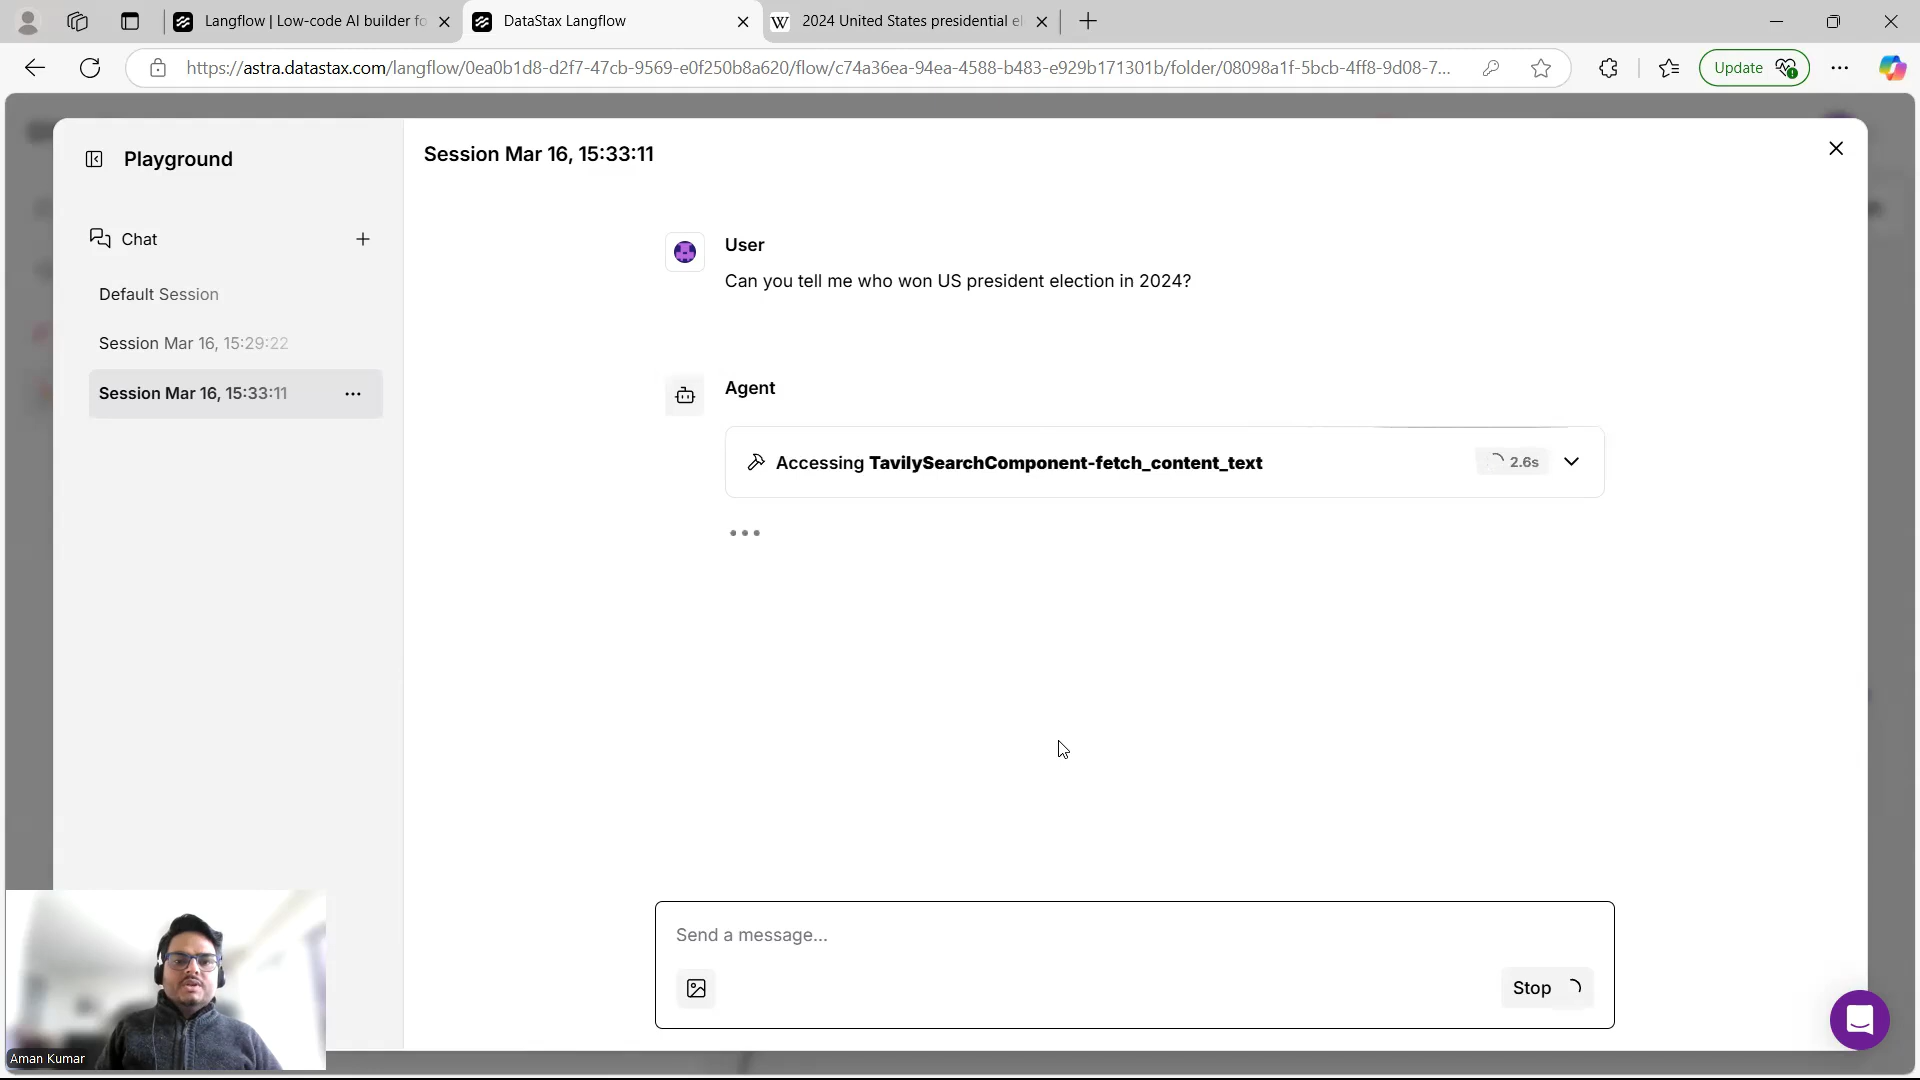 Langflow | Low-code AI builder fo
DataStax Langflow
2024 United States presidential el
https://astra.datastax.com/langflow/0ea0b1d8-d2f7-47cb-9569-e0f250b8a620/flow/c74a36ea-94ea-4588-b483-e929b171301b/folder/08098a1f-5bcb-4ff8-9d08-7...
Update
Playground
Session Mar 16, 15:33:11
Chat
Default Session
Session Mar 16, 15:29:22
Session Mar 16, 15:33:11
User
Can you tell me who won US president election in 2024?
Agent
Accessing TavilySearchComponent-fetch_content_text
2.6s
Send a message...
Stop
Aman Kumar